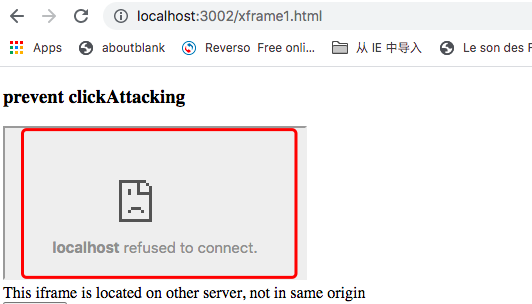 localhost:3002/xframe1.html
Apps aboutblank Reverso Free onli... 从 IE 中导入 Le son des F
prevent clickAttacking
localhost refused to connect.
This iframe is located on other server, not in same origin